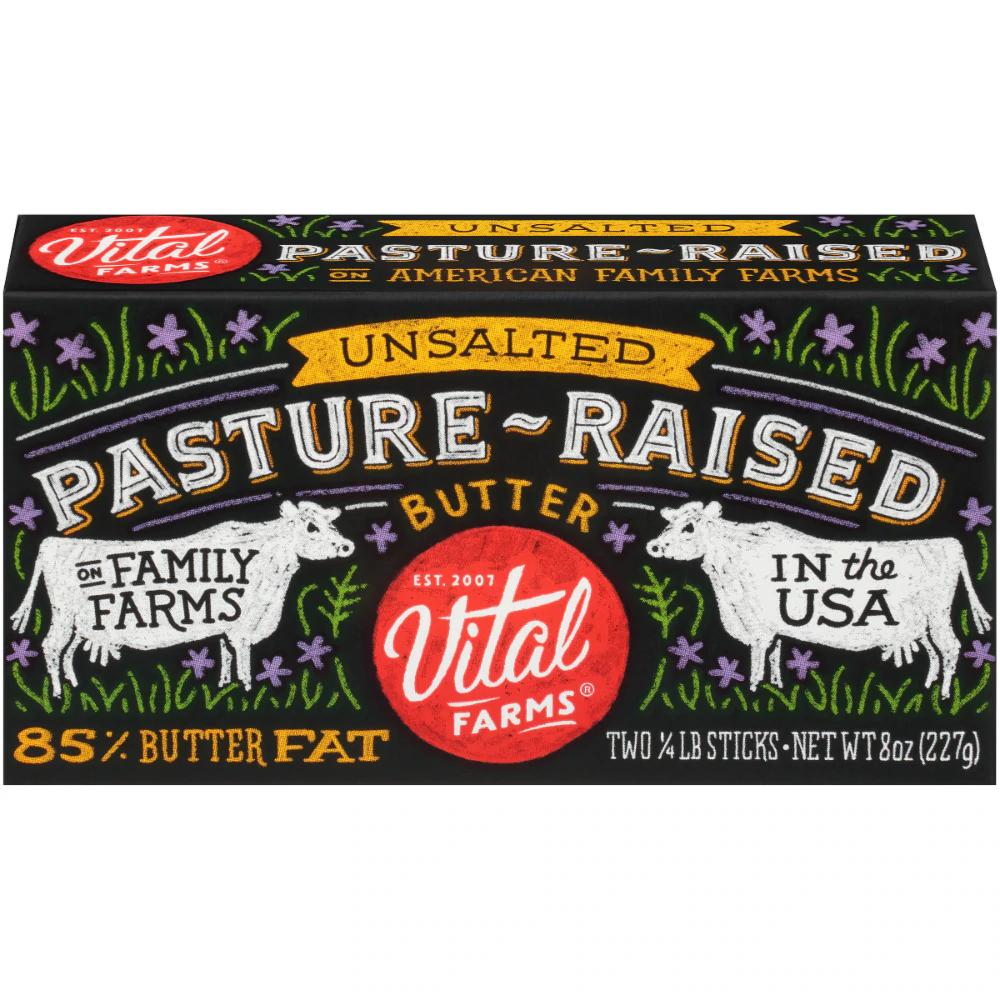 EST. 2007
Vital
FARMS®
UNSALTED
PASTURE~RAISED
ON AMERICAN FAMILY FARMS
UNSALTED
PASTURE~RAISED
BUTTER
ON FAMILY
FARMS
IN the
USA
EST. 2007
Vital
FARMS®
85% BUTTER FAT
TWO ¼ LB STICKS • NET WT 8oz (227g)